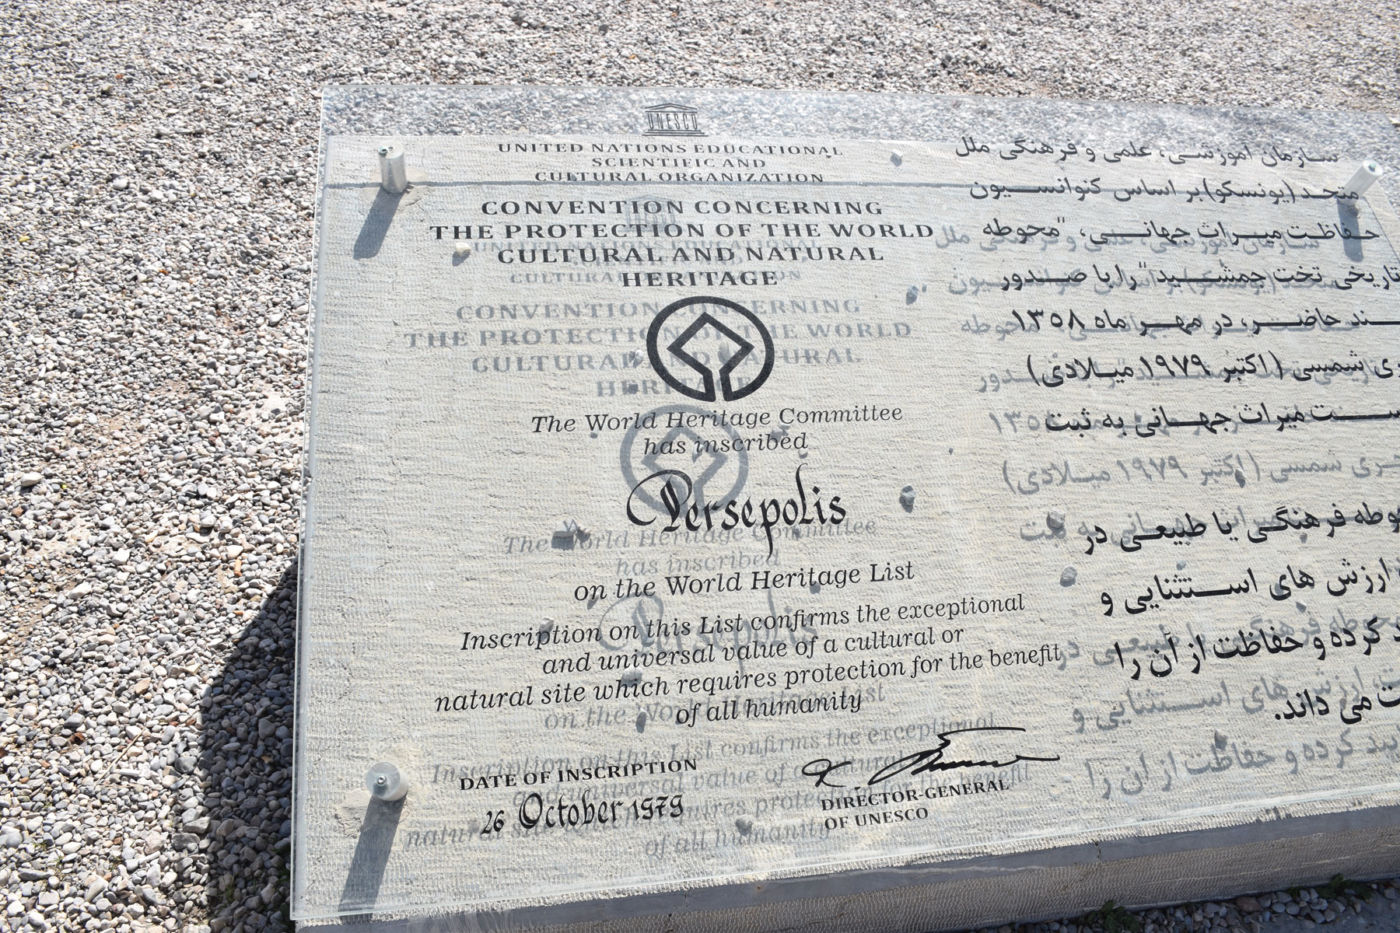 UNESCO
UNITED NATIONS EDUCATIONAL
SCIENTIFIC AND
CULTURAL ORGANIZATION
CONVENTION CONCERNING
THE PROTECTION OF THE WORLD
CULTURAL AND NATURAL
HERITAGE
The World Heritage Committee
has inscribed
Persepolis
on the World Heritage List
Inscription on this List confirms the exceptional
and universal value of a cultural or
natural site which requires protection for the benefit
of all humanity
DATE OF INSCRIPTION
26 October 1979
DIRECTOR-GENERAL
OF UNESCO
سازمان آموزشی، علمی و فرهنگی ملل
متحد (یونسکو) بر اساس کنوانسیون
حفاظت میراث جهانی، "محوطه
تاریخی تخت جمشید" را با صدور
حاضر، در مهر ماه ۱۳۵۸
شمسی (اکتبر ۱۹۷۹ میلادی)
میراث جهانی به ثبت
فرهنگی یا طبیعی در
ارزش های استثنایی و
کرده و حفاظت از آن را
می داند.